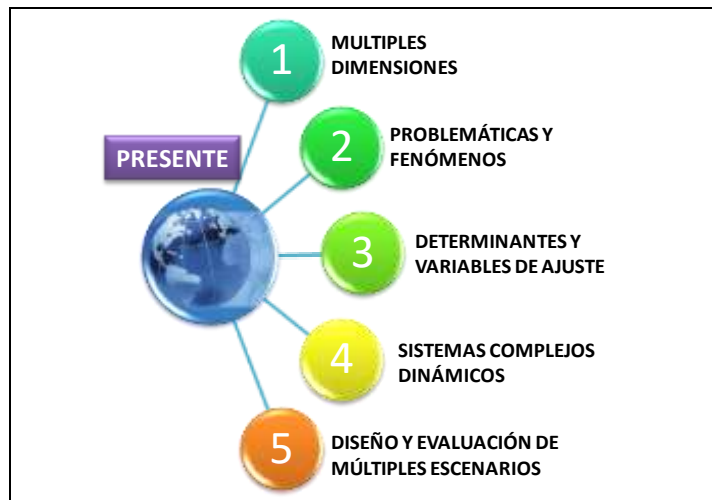 1
MULTIPLES
DIMENSIONES
PRESENTE
2
PROBLEMÁTICAS Y
FENÓMENOS
3
DETERMINANTES Y
VARIABLES DE AJUSTE
4
SISTEMAS COMPLEJOS
DINÁMICOS
5
DISEÑO Y EVALUACIÓN DE
MÚLTIPLES ESCENARIOS